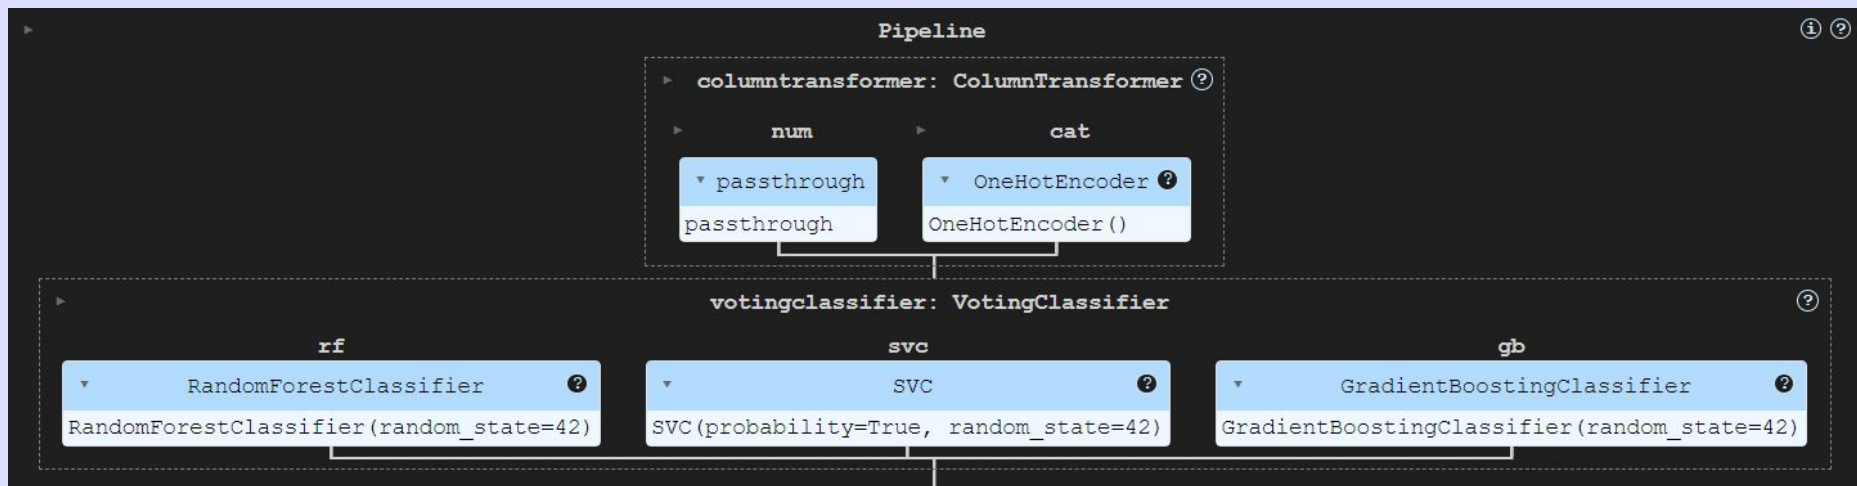 Pipeline
columntransformer: ColumnTransformer
num
cat
passthrough
OneHotEncoder
passthrough
OneHotEncoder()
votingclassifier: VotingClassifier
rf
svc
gb
RandomForestClassifier
SVC
GradientBoostingClassifier
RandomForestClassifier(random_state=42)
SVC(probability=True, random_state=42)
GradientBoostingClassifier(random_state=42)